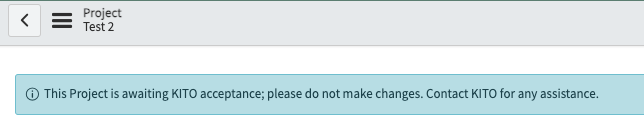 Project
Test 2
This Project is awaiting KITO acceptance; please do not make changes. Contact KITO for any assistance.